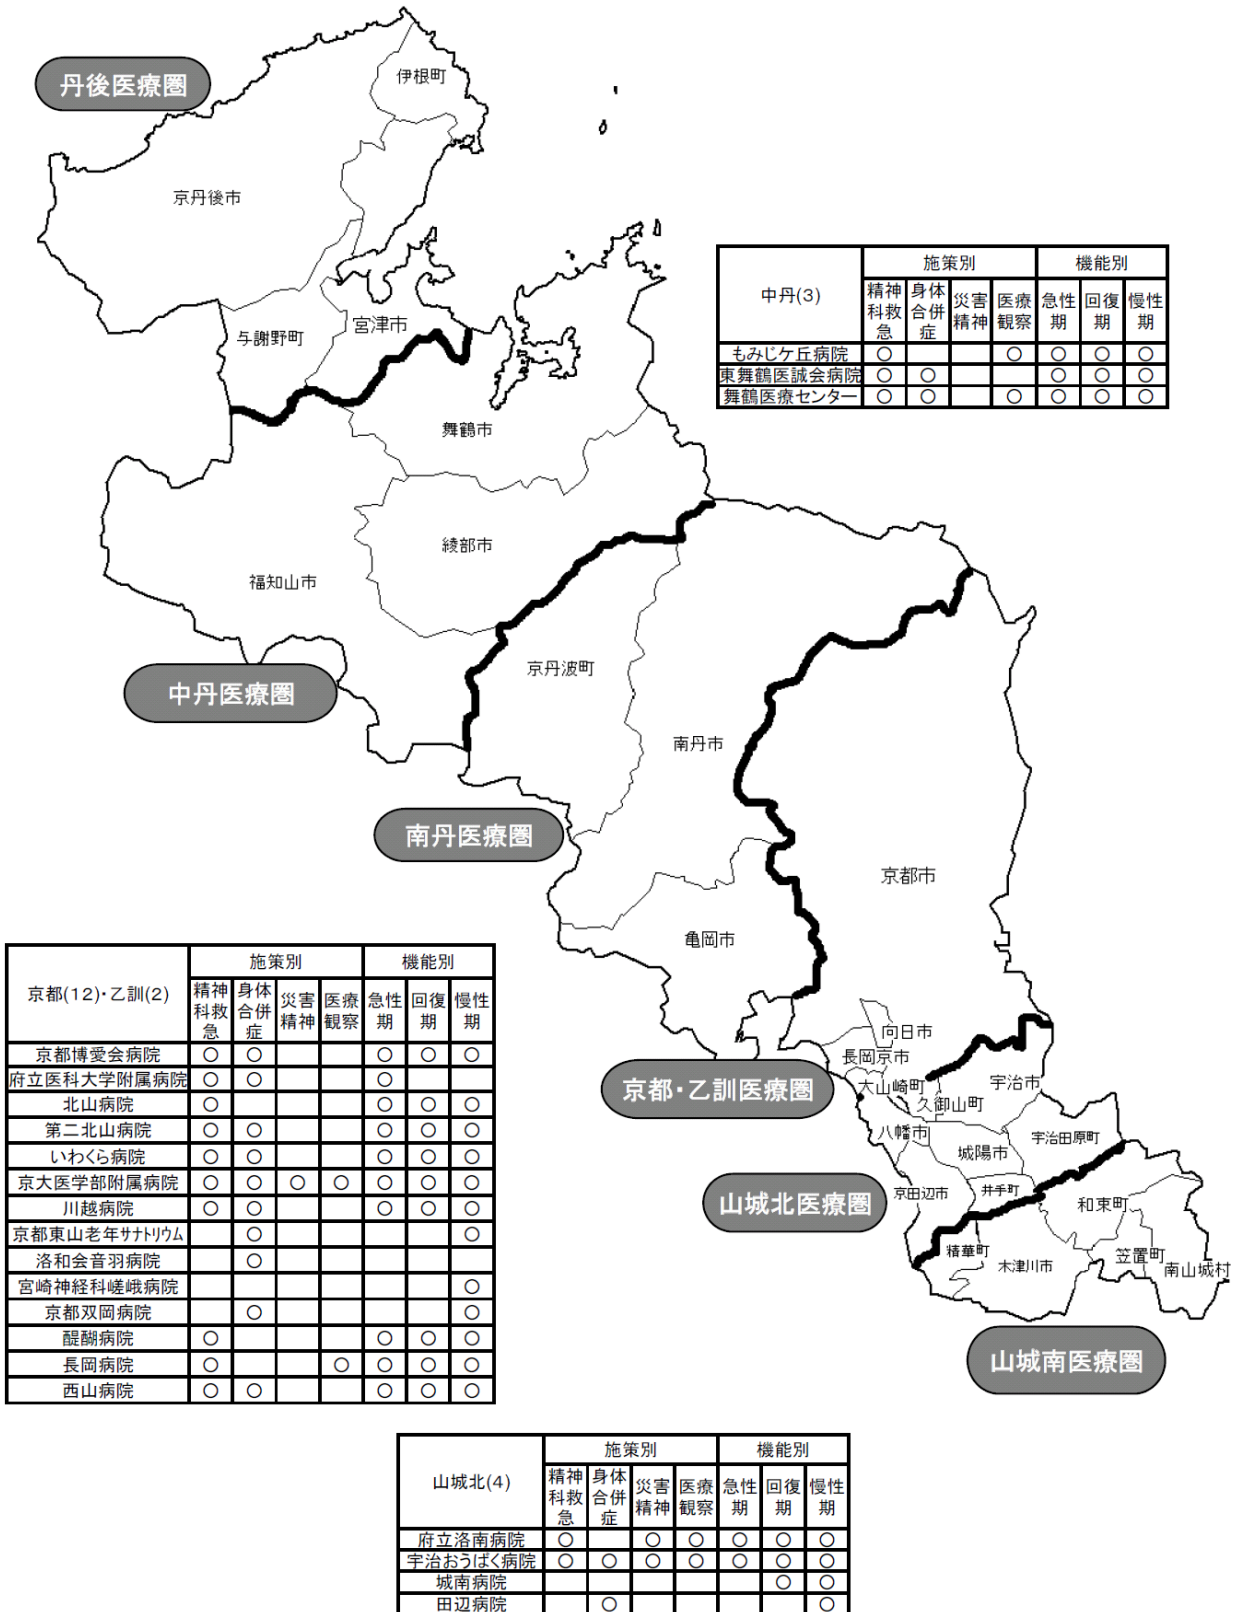 丹後医療圏
伊根町
京丹後市
与謝野町
宮津市
舞鶴市
綾部市
福知山市
中丹医療圏
中丹(3)
施策別 機能別
精神科救急 身体合併症 災害精神 医療観察 急性期 回復期 慢性期
もみじケ丘病院 ○ ○ ○ ○ ○
東舞鶴医誠会病院 ○ ○ ○ ○ ○
舞鶴医療センター ○ ○ ○ ○ ○ ○
京丹波町
南丹市
南丹医療圏
京都市
亀岡市
向日市
長岡京市
大山崎町
京都・乙訓医療圏
宇治市
久御山町
八幡市
城陽市
宇治田原町
京田辺市
井手町
山城北医療圏
和束町
精華町
木津川市
笠置町
南山城村
山城南医療圏
京都(12)・乙訓(2)
施策別 機能別
精神科救急 身体合併症 災害精神 医療観察 急性期 回復期 慢性期
京都博愛会病院 ○ ○ ○ ○ ○
府立医科大学附属病院 ○ ○ ○
北山病院 ○ ○ ○ ○
第二北山病院 ○ ○ ○ ○ ○
いわくら病院 ○ ○ ○ ○ ○
京大医学部附属病院 ○ ○ ○ ○ ○ ○ ○
川越病院 ○ ○ ○ ○ ○
京都東山老年サナトリウム ○ ○
洛和会音羽病院 ○
宮崎神経科嵯峨病院 ○
京都双岡病院 ○ ○
醍醐病院 ○ ○ ○ ○
長岡病院 ○ ○ ○ ○ ○
西山病院 ○ ○ ○ ○ ○
山城北(4)
施策別 機能別
精神科救急 身体合併症 災害精神 医療観察 急性期 回復期 慢性期
府立洛南病院 ○ ○ ○ ○ ○ ○
宇治おうばく病院 ○ ○ ○ ○ ○ ○ ○
城南病院 ○ ○
田辺病院 ○ ○